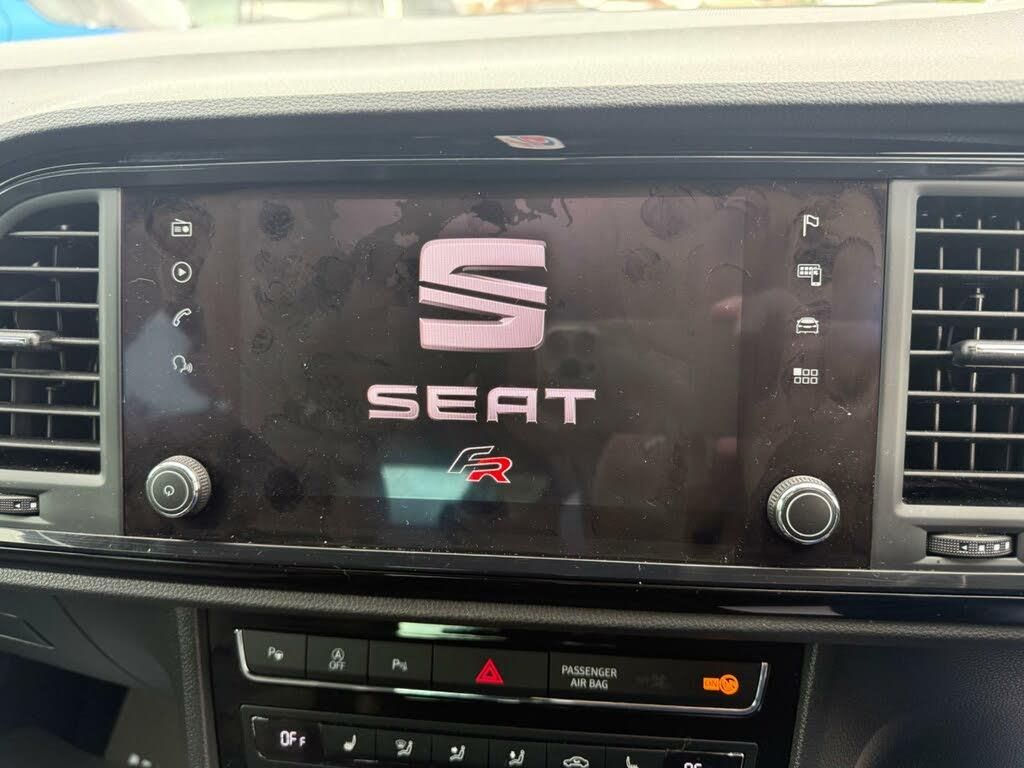 SEAT
FR
P
A
OFF
P
PASSENGER
AIR BAG
ON
OFF